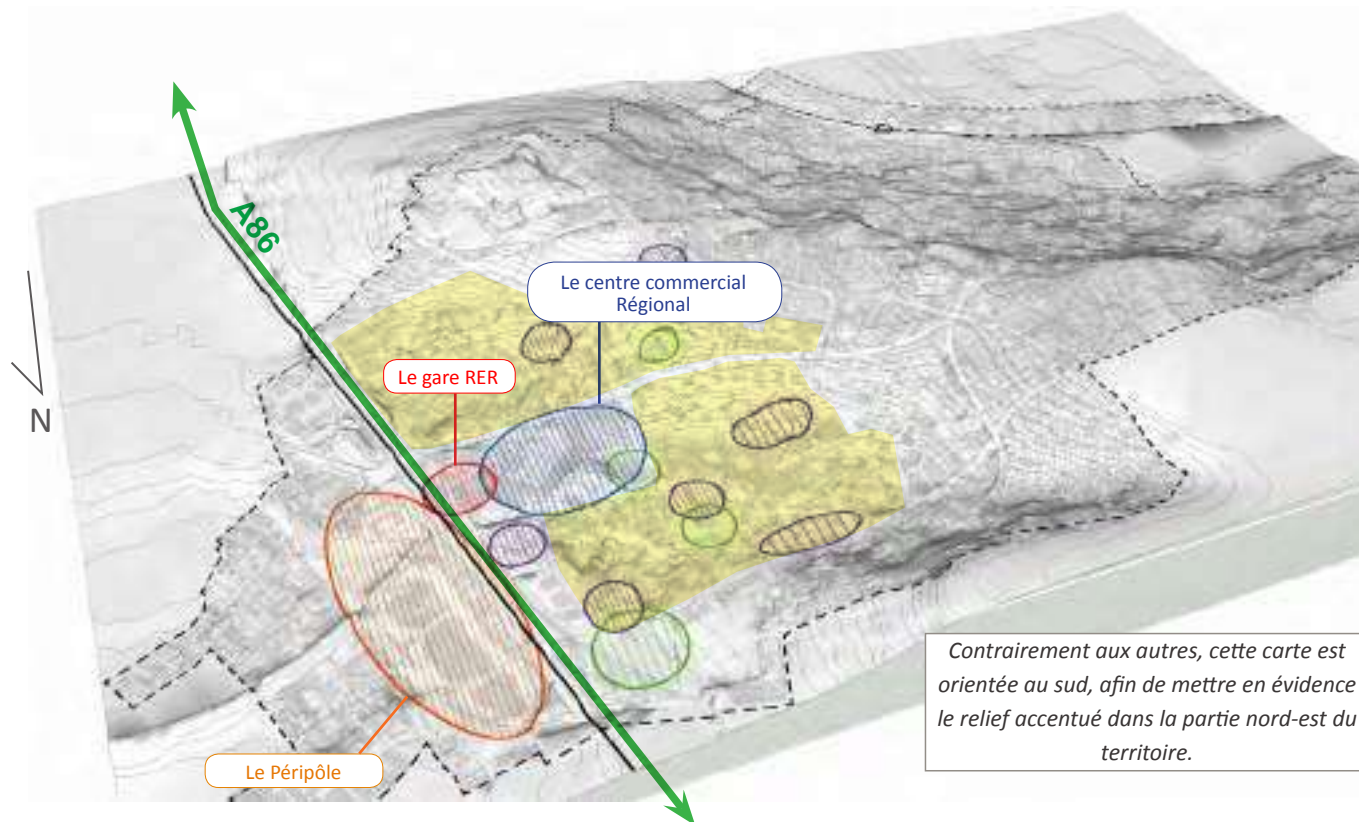 A86
Le centre commercial
Régional
Le gare RER
N
Contrairement aux autres, cette carte est
orientée au sud, afin de mettre en évidence
le relief accentué dans la partie nord-est du
territoire.
Le Péripôle